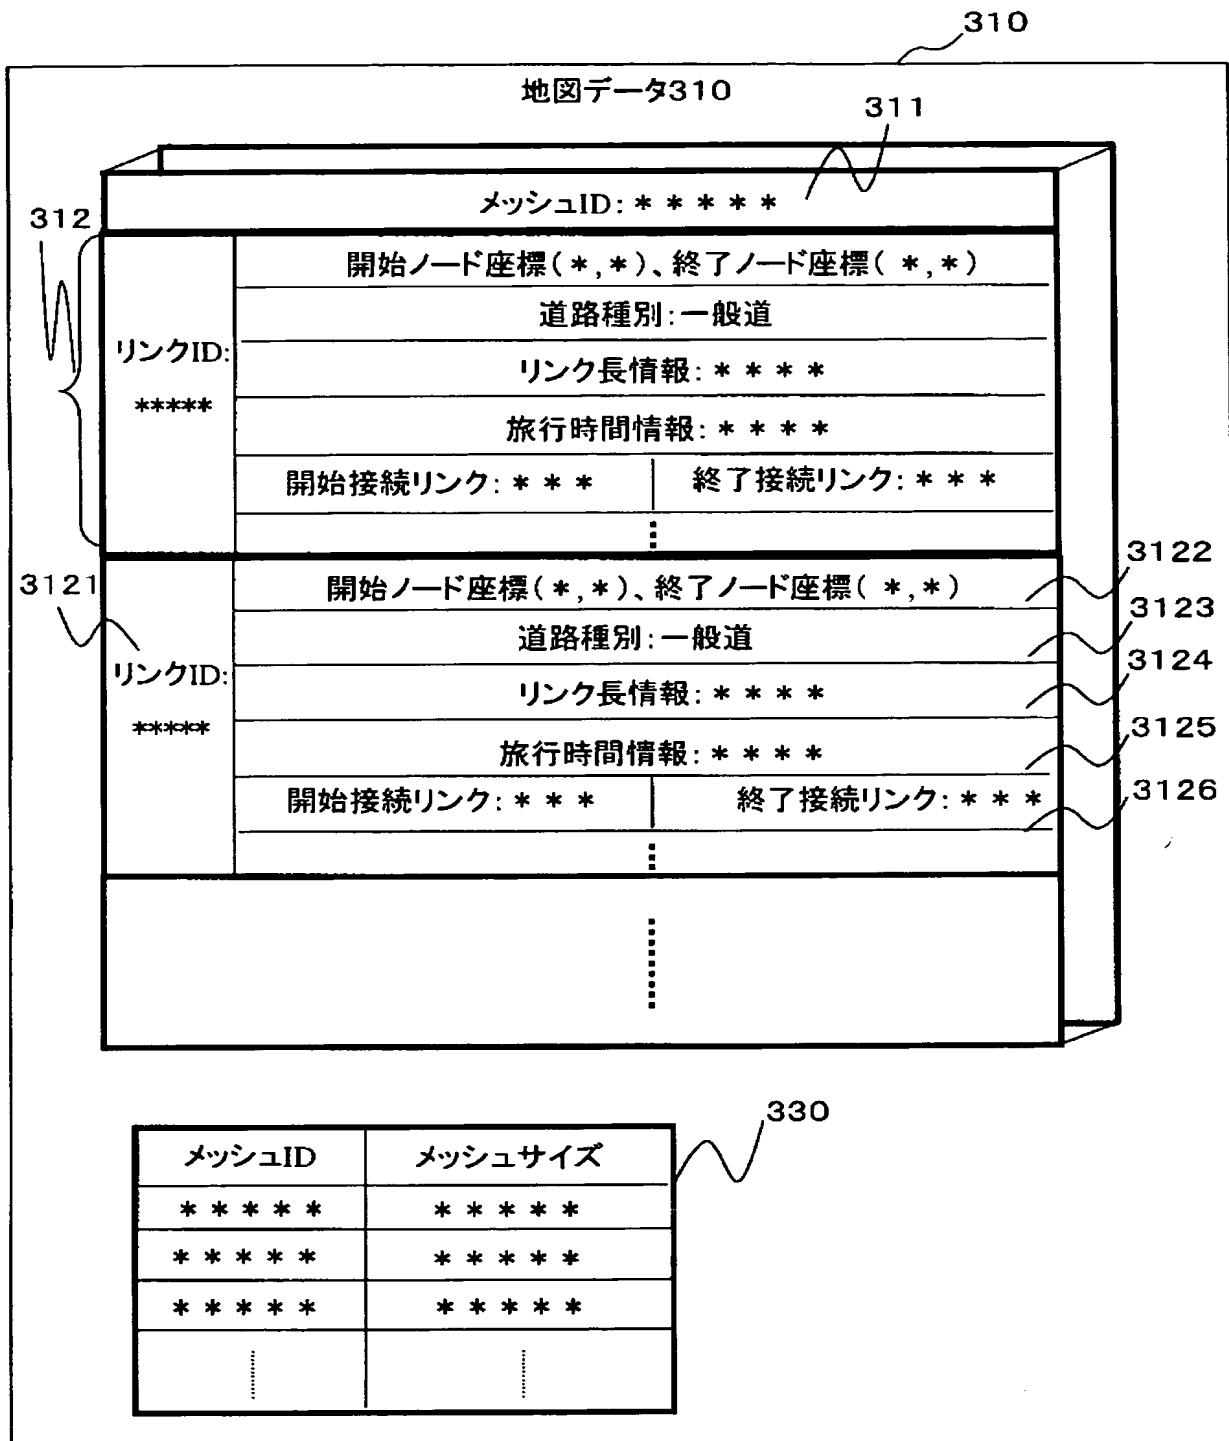 310
地図データ310
311
メッシュID: * * * * *
312
リンクID:
*****
開始ノード座標(*,*)、終了ノード座標( *,*)
道路種別:一般道
リンク長情報: * * * *
旅行時間情報: * * * *
開始接続リンク: * * * 終了接続リンク: * * *
3121
リンクID:
*****
開始ノード座標(*,*)、終了ノード座標( *,*)
3122
道路種別:一般道
3123
リンク長情報: * * * *
3124
旅行時間情報: * * * *
3125
開始接続リンク: * * * 終了接続リンク: * * *
3126
330
メッシュID メッシュサイズ
* * * * * * * * * *
* * * * * * * * * *
* * * * * * * * * *